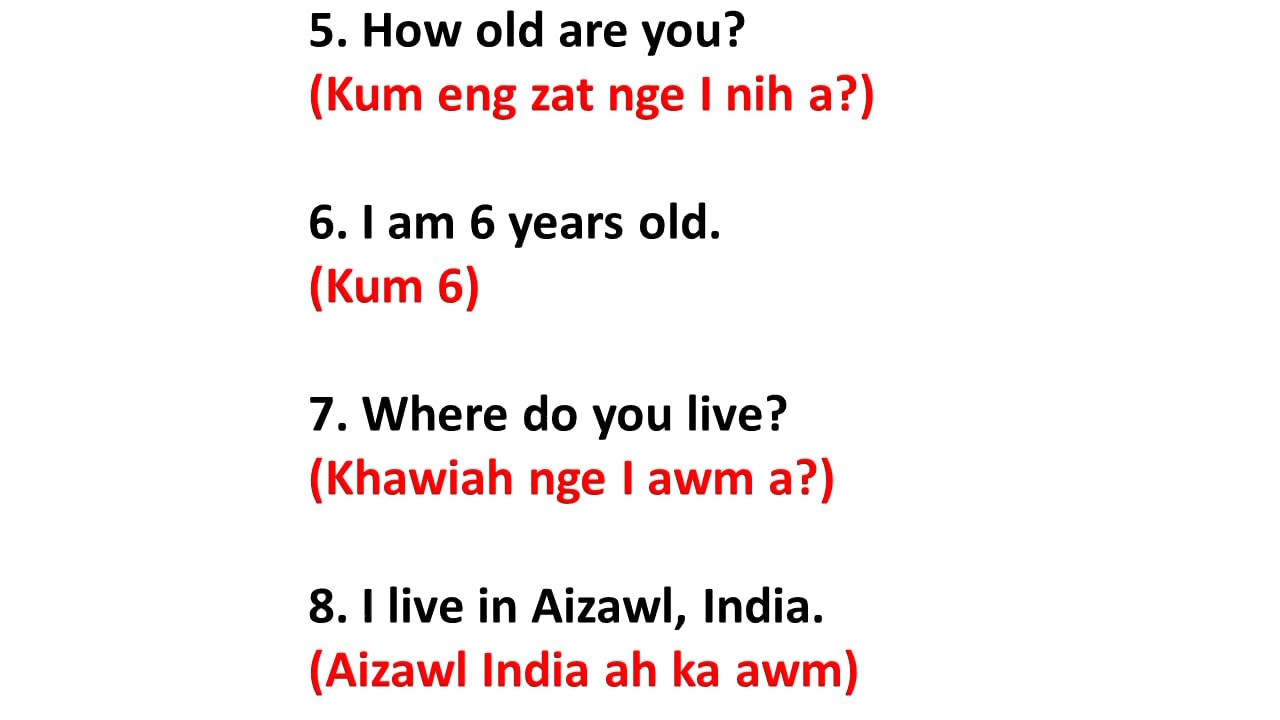 5. How old are you?
(Kum eng zat nge I nih a?)
6. I am 6 years old.
(Kum 6)
7. Where do you live?
(Khawiah nge I awm a?)
8. I live in Aizawl, India.
(Aizawl India ah ka awm)